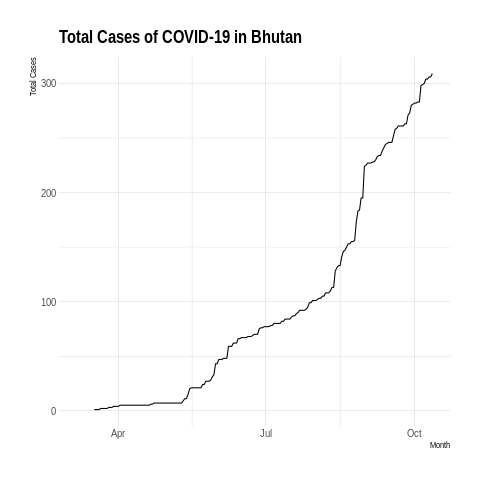 Total Cases of COVID-19 in Bhutan
Total Cases
300
200
100
0
Apr
Jul
Oct
Month